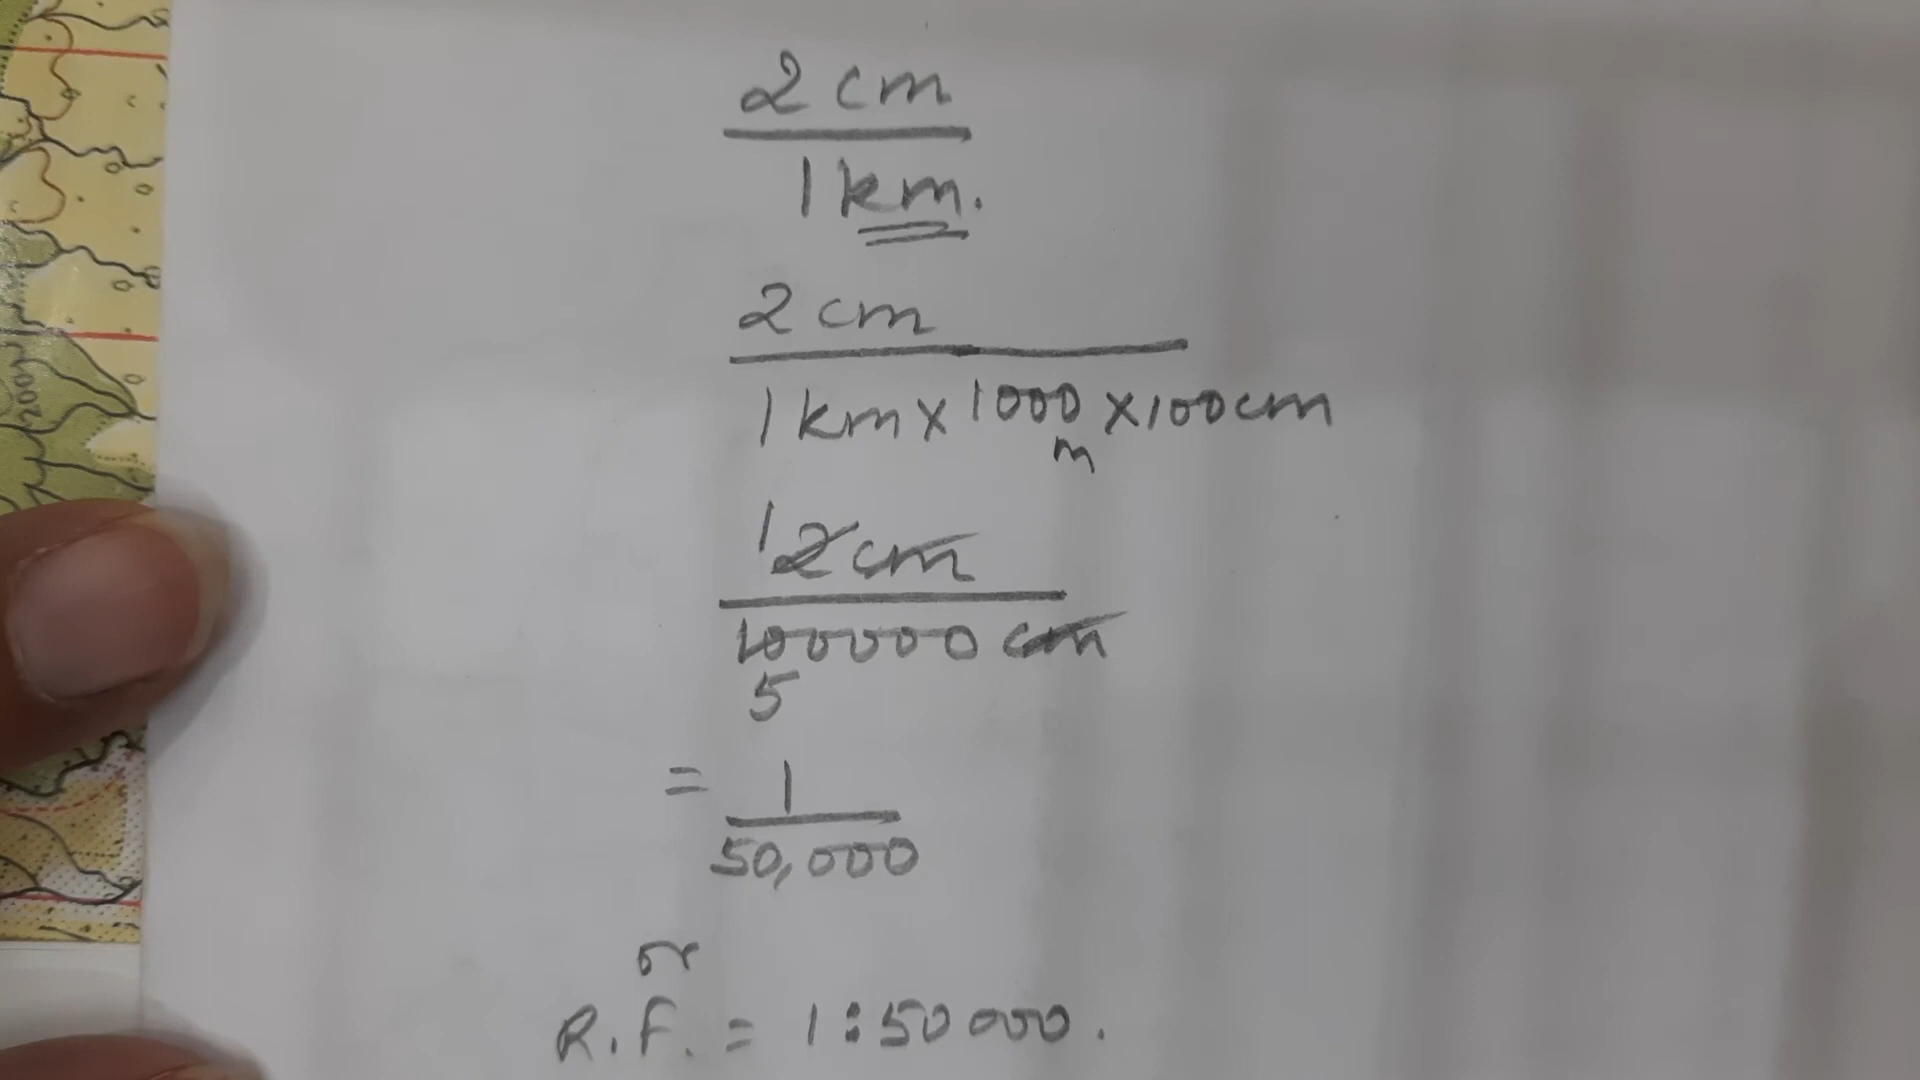 2 cm
1 km.
2 cm
1 km x 1000 m x 100 cm
1 2 cm
100000 cm
5
= 1
50,000
or
R.F. = 1:50000.
200